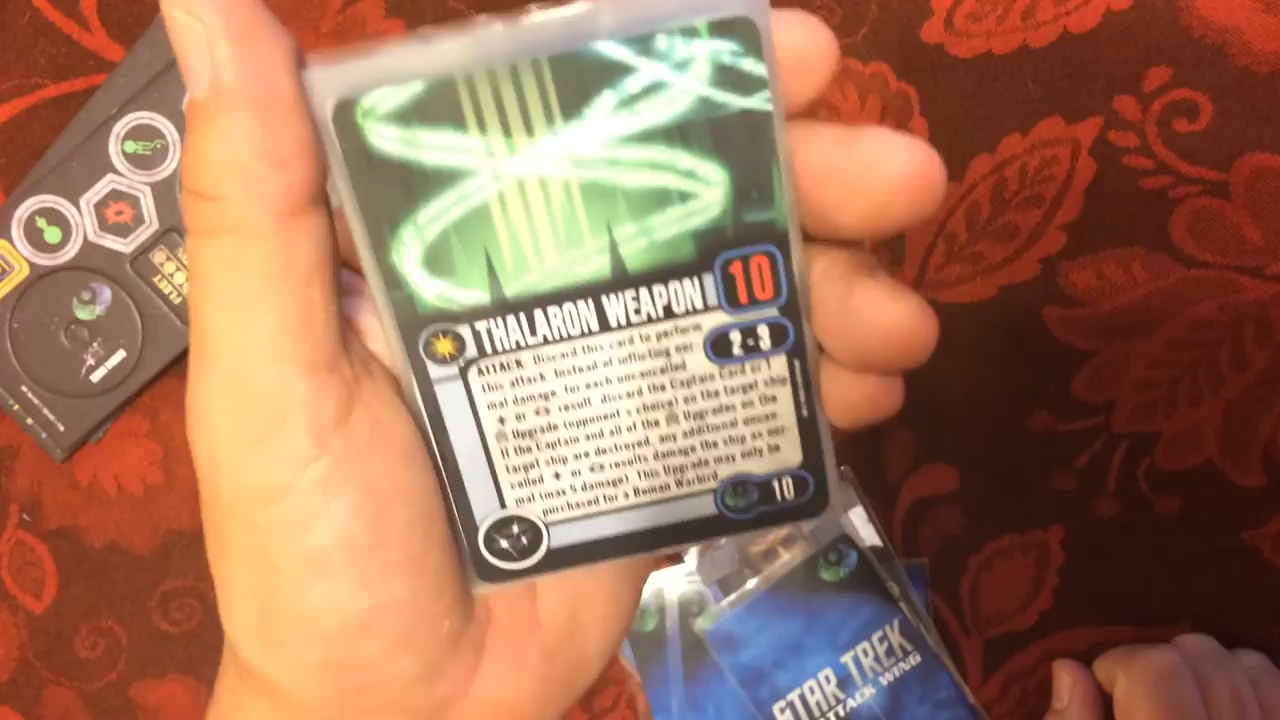 THALARON WEAPON
10
2 - 3
ATTACK: Discard this card to perform
this attack. Instead of inflicting nor-
mal damage, for each uncancelled
or result, discard the Captain Card or 1
Upgrade (opponent's choice) on the target ship.
If the Captain and all of the Upgrades on the
target ship are destroyed, any additional uncan-
celled or results damage the ship as nor-
mal (max 5 damage). This Upgrade may only be
purchased for a Reman Warbird.
10
FLEET
STAR TREK
ATTACK WING